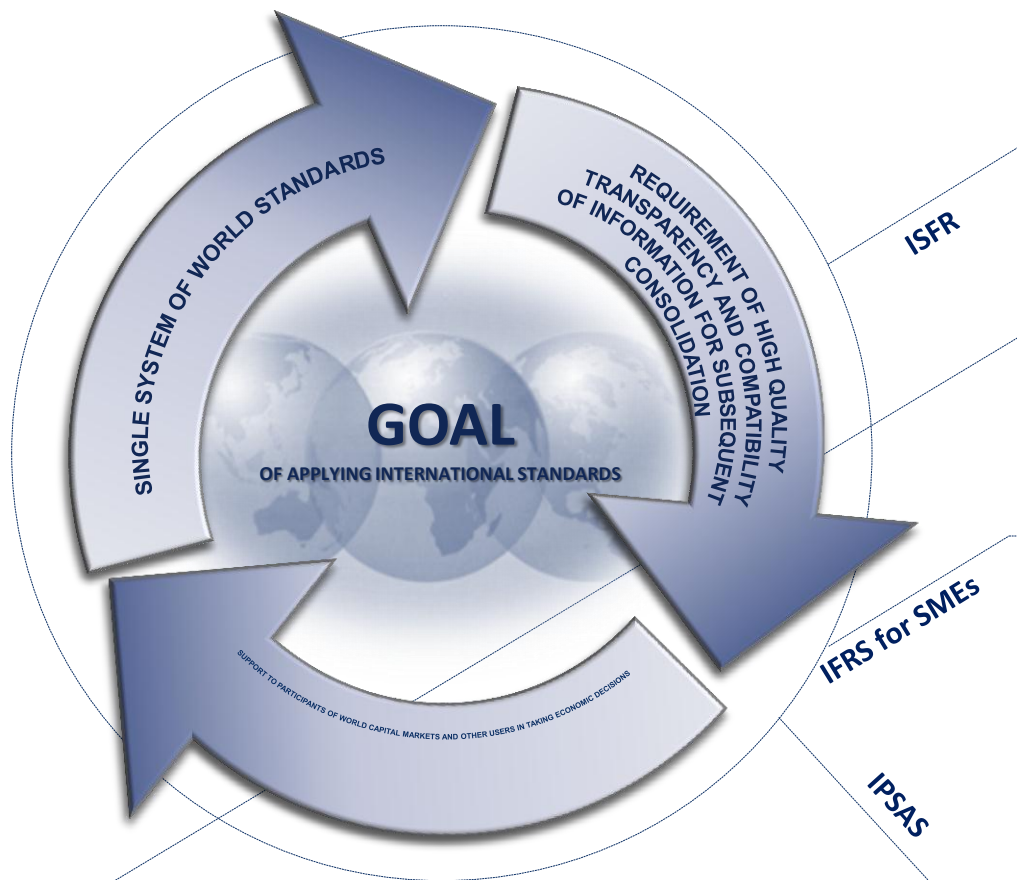 SINGLE SYSTEM OF WORLD STANDARDS
REQUIREMENT OF HIGH QUALITY
TRANSPARENCY AND COMPATIBILITY
OF INFORMATION FOR SUBSEQUENT
CONSOLIDATION
ISFR
GOAL
OF APPLYING INTERNATIONAL STANDARDS
IFRS for SMEs
SUPPORT TO PARTICIPANTS OF WORLD CAPITAL MARKETS AND OTHER USERS IN TAKING ECONOMIC DECISIONS
IPSAS